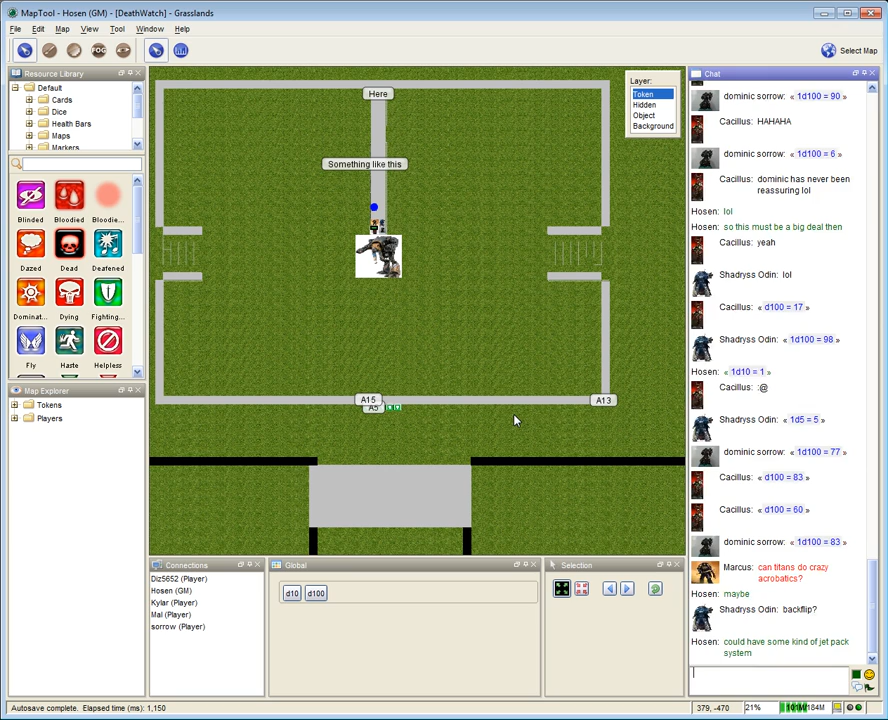 MapTool - Hosen (GM) - [DeathWatch] - Grasslands
File Edit Map View Tool Window Help
FOG
Select Map
Resource Library
Default
Cards
Dice
Health Bars
Maps
Markers
Blinded Bloodied Bloodie...
Dazed Dead Deafened
Dominat... Dying Fighting...
Fly Haste Helpless
Map Explorer
Tokens
Players
Here
Something like this
A15
A5
A13
Layer:
Token
Hidden
Object
Background
Chat
dominic sorrow: « 1d100 = 90 »
Cacillus: HAHAHA
dominic sorrow: « 1d100 = 6 »
Cacillus: dominic has never been
reassuring lol
Hosen: lol
Hosen: so this must be a big deal then
Cacillus: yeah
Shadryss Odin: lol
Cacillus: « d100 = 17 »
Shadryss Odin: « 1d100 = 98 »
Hosen: « 1d10 = 1 »
Cacillus: :@
Shadryss Odin: « 1d5 = 5 »
dominic sorrow: « 1d100 = 77 »
Cacillus: « d100 = 83 »
Cacillus: « d100 = 60 »
dominic sorrow: « 1d100 = 83 »
Marcus: can titans do crazy
acrobatics?
Hosen: maybe
Shadryss Odin: backflip?
Hosen: could have some kind of jet pack
system
Connections
Diz5652 (Player)
Hosen (GM)
Kylar (Player)
Mal (Player)
sorrow (Player)
Global
d10 d100
Selection
Autosave complete. Elapsed time (ms): 1,150
379, -470
21%
101M/184M